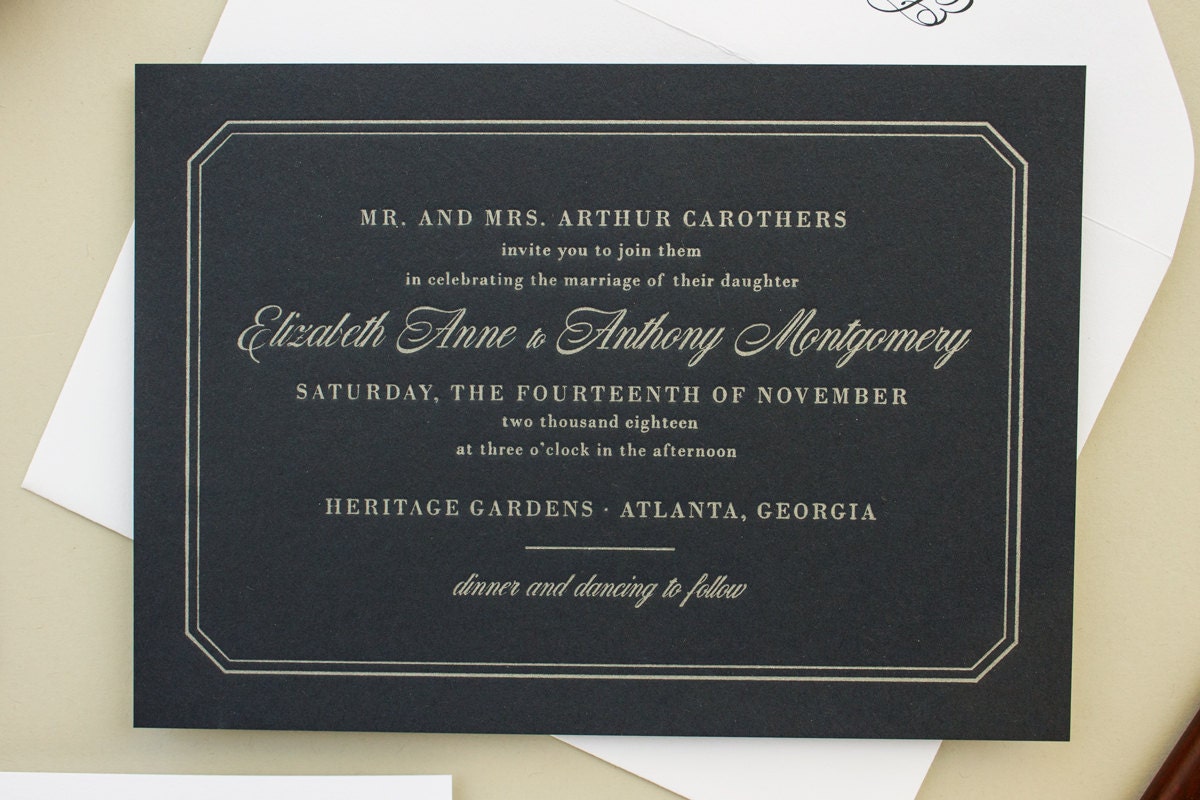 MR. AND MRS. ARTHUR CAROTHERS
invite you to join them
in celebrating the marriage of their daughter
Elizabeth Anne to Anthony Montgomery
SATURDAY, THE FOURTEENTH OF NOVEMBER
two thousand eighteen
at three o'clock in the afternoon
HERITAGE GARDENS · ATLANTA, GEORGIA
dinner and dancing to follow